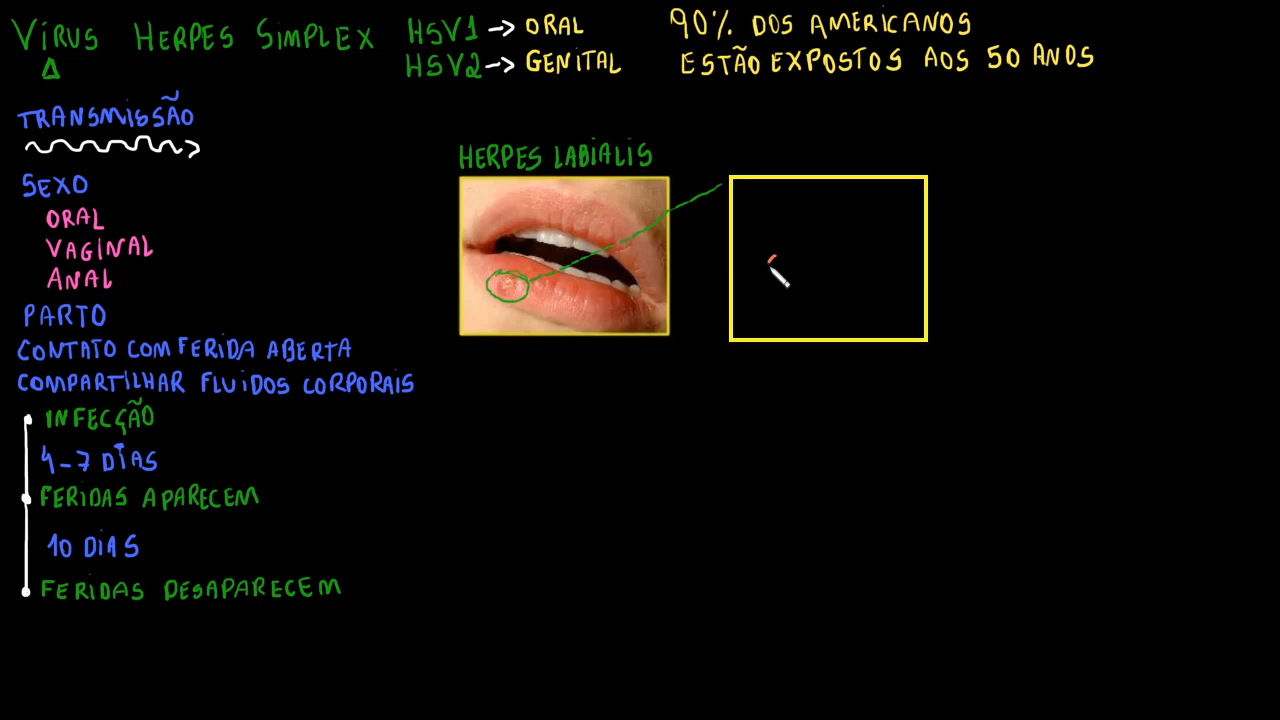 VÍRUS HERPES SIMPLEX
HSV1 → ORAL
HSV2 → GENITAL
90% DOS AMERICANOS
ESTÃO EXPOSTOS AOS 50 ANOS
TRANSMISSÃO
SEXO
ORAL
VAGINAL
ANAL
PARTO
CONTATO COM FERIDA ABERTA
COMPARTILHAR FLUIDOS CORPORAIS
INFECÇÃO
4-7 DIAS
FERIDAS APARECEM
10 DIAS
FERIDAS DESAPARECEM
HERPES LABIALIS